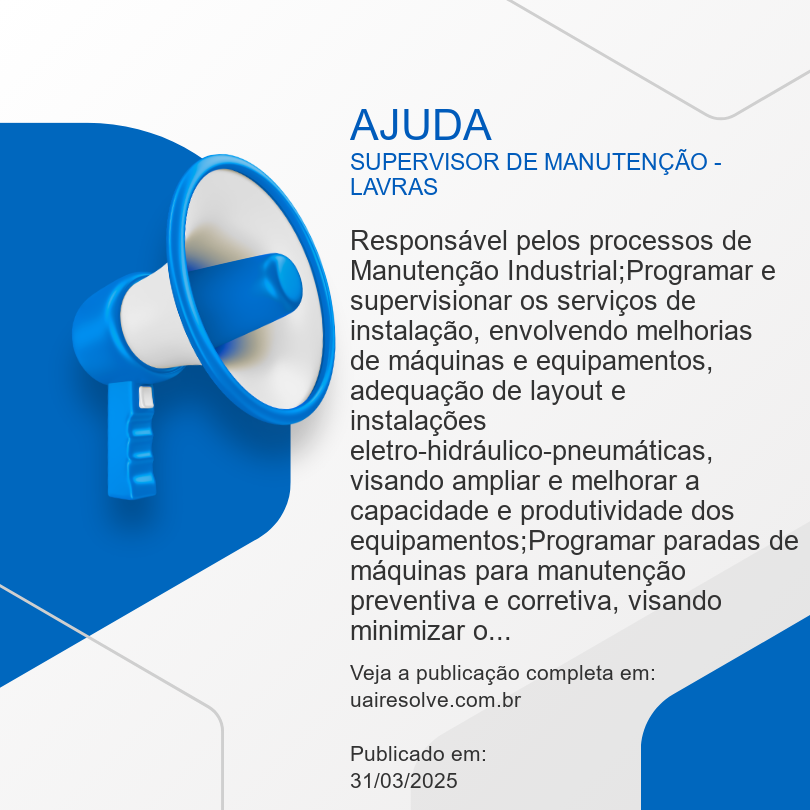 AJUDA
SUPERVISOR DE MANUTENÇÃO -
LAVRAS
Responsável pelos processos de
Manutenção Industrial;Programar e
supervisionar os serviços de
instalação, envolvendo melhorias
de máquinas e equipamentos,
adequação de layout e
instalações
eletro-hidráulico-pneumáticas,
visando ampliar e melhorar a
capacidade e produtividade dos
equipamentos;Programar paradas de
máquinas para manutenção
preventiva e corretiva, visando
minimizar o...
Veja a publicação completa em:
uairesolve.com.br
Publicado em:
31/03/2025